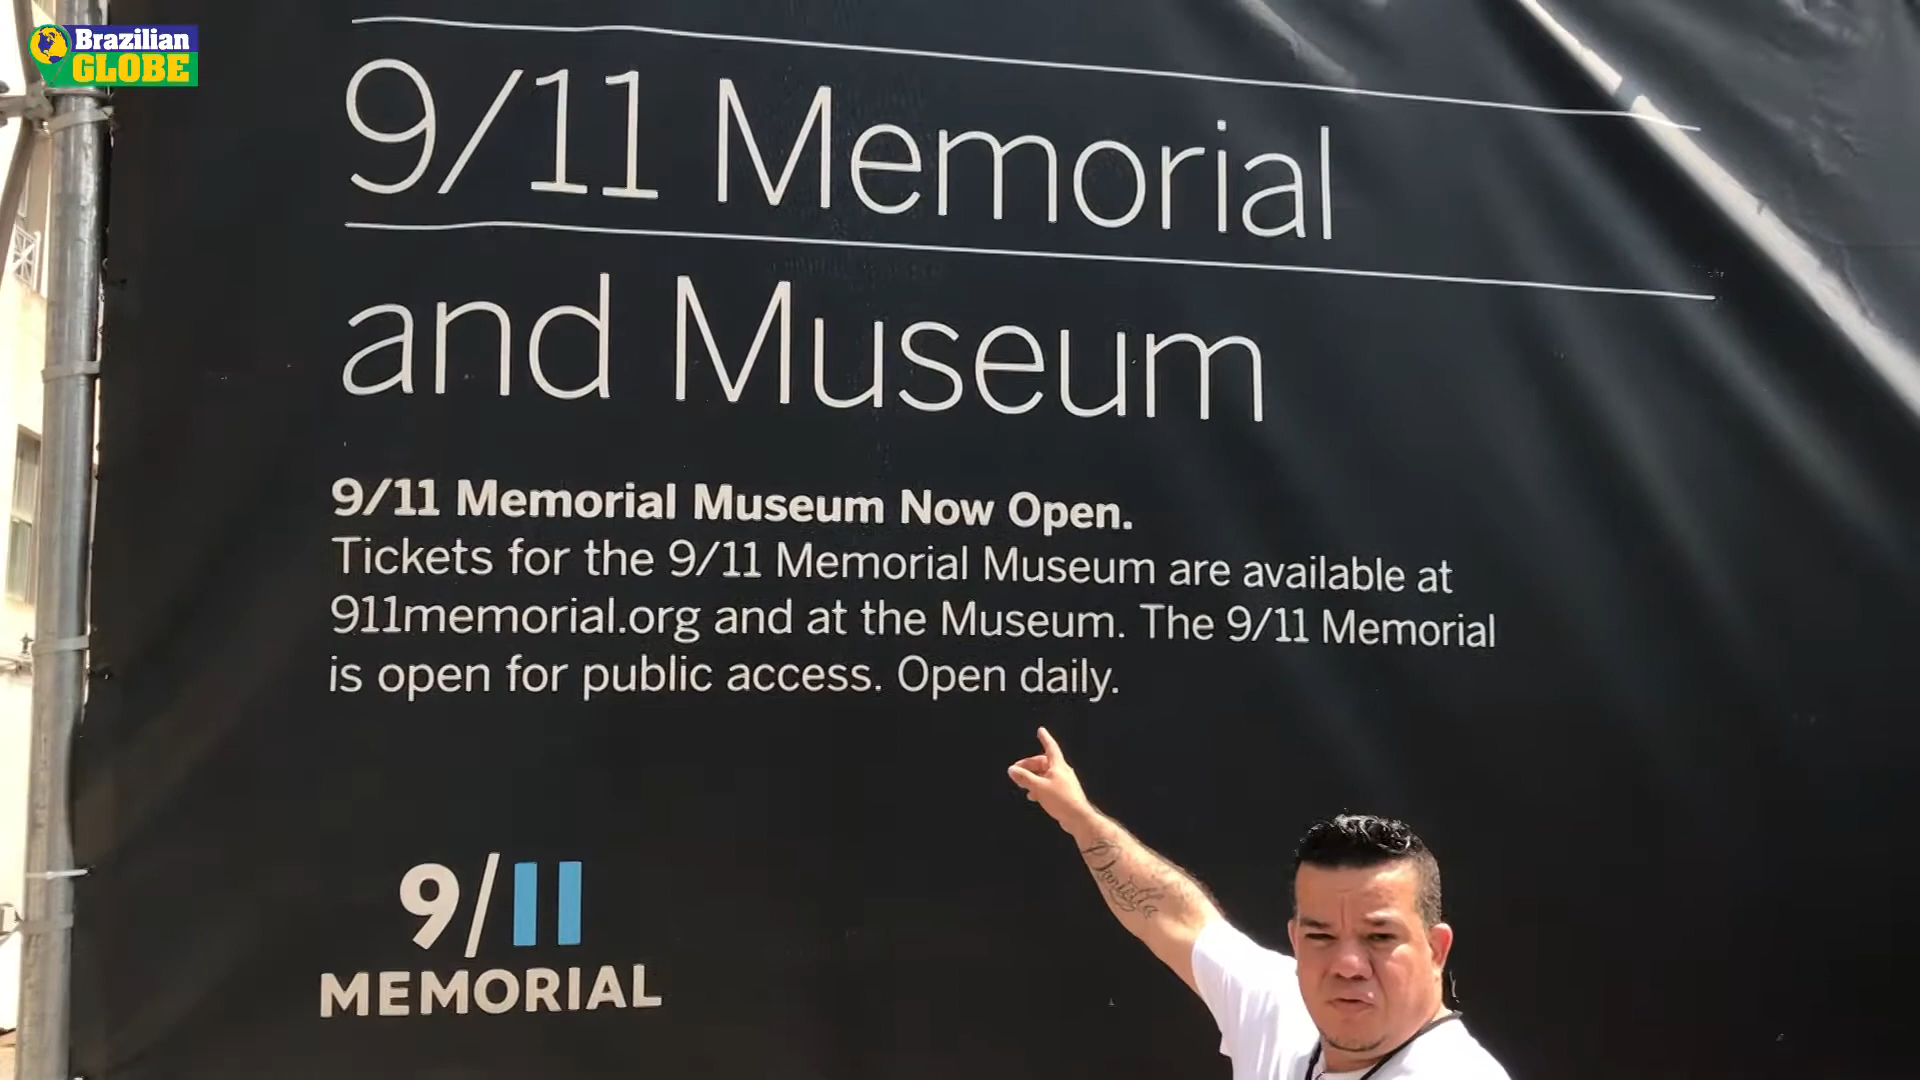 Brazilian
GLOBE
9/11 Memorial
and Museum
9/11 Memorial Museum Now Open.
Tickets for the 9/11 Memorial Museum are available at
911memorial.org and at the Museum. The 9/11 Memorial
is open for public access. Open daily.
Daniella
9/11
MEMORIAL